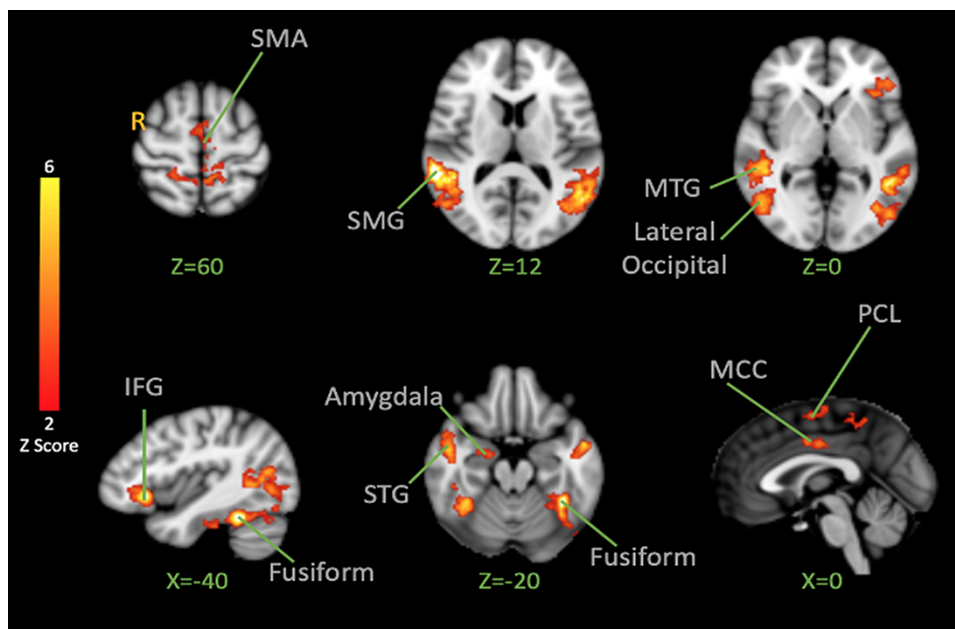 SMA
R
6
2
Z Score
SMG
MTG
Lateral
Occipital
Z=60
Z=12
Z=0
IFG
Amygdala
STG
Fusiform
Fusiform
MCC
PCL
X=-40
Z=-20
X=0